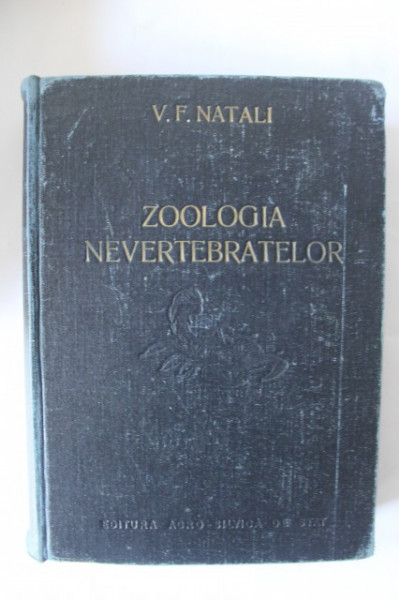 V. F. NATALI
ZOOLOGIA
NEVERTEBRATELOR
EDITURA AGRO-SILVICA DE STAT